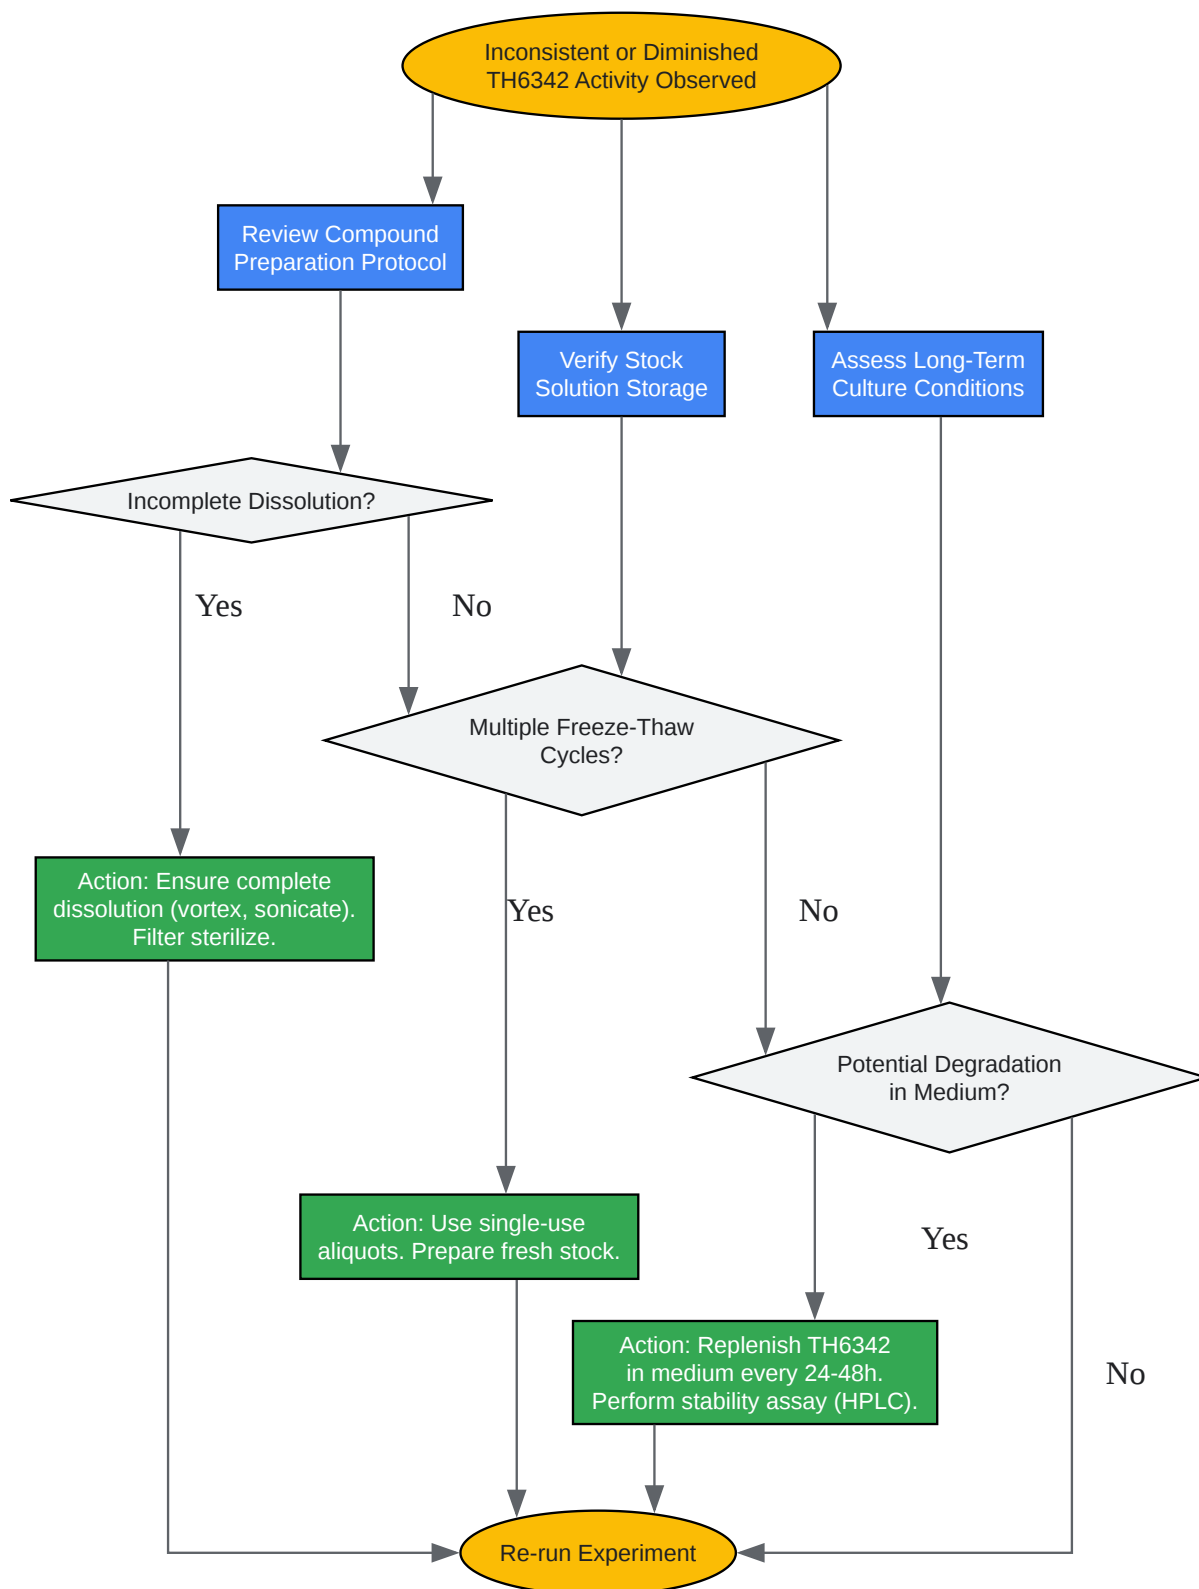 Inconsistent or Diminished
TH6342 Activity Observed
Review Compound
Preparation Protocol
Verify Stock
Solution Storage
Assess Long-Term
Culture Conditions
Incomplete Dissolution?
Yes
No
Multiple Freeze-Thaw
Cycles?
Action: Ensure complete
dissolution (vortex, sonicate).
Filter sterilize.
Yes
No
Potential Degradation
in Medium?
Action: Use single-use
aliquots. Prepare fresh stock.
Yes
Action: Replenish TH6342
in medium every 24-48h.
Perform stability assay (HPLC).
No
Re-run Experiment